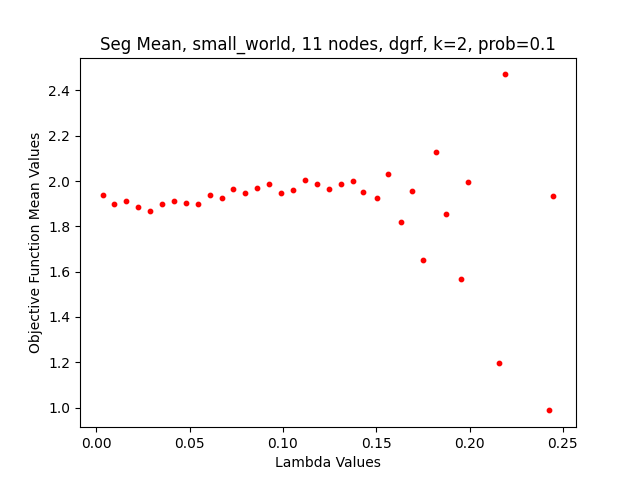 Seg Mean, small_world, 11 nodes, dgrf, k=2, prob=0.1
2.4
2.2
2.0
1.8
1.6
1.4
1.2
1.0
Objective Function Mean Values
0.00 0.05 0.10 0.15 0.20 0.25
Lambda Values